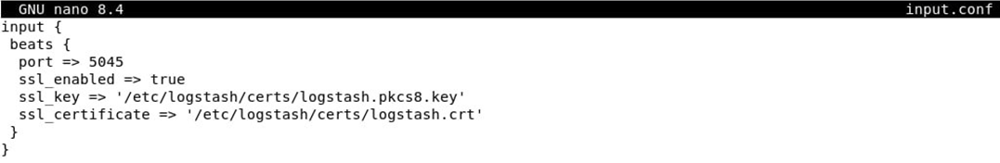 GNU nano 8.4 input.conf
input {
 beats {
  port => 5045
  ssl_enabled => true
  ssl_key => '/etc/logstash/certs/logstash.pkcs8.key'
  ssl_certificate => '/etc/logstash/certs/logstash.crt'
 }
}